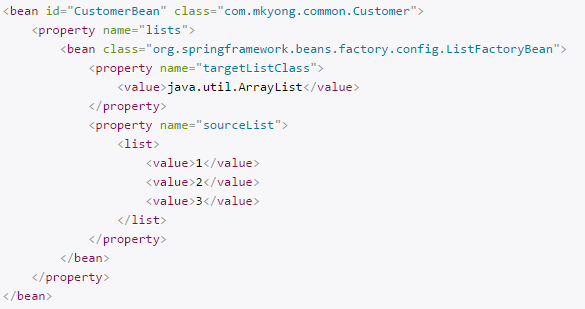 <bean id="CustomerBean" class="com.mkyong.common.Customer">
    <property name="lists">
        <bean class="org.springframework.beans.factory.config.ListFactoryBean">
            <property name="targetListClass">
                <value>java.util.ArrayList</value>
            </property>
            <property name="sourceList">
                <list>
                    <value>1</value>
                    <value>2</value>
                    <value>3</value>
                </list>
            </property>
        </bean>
    </property>
</bean>